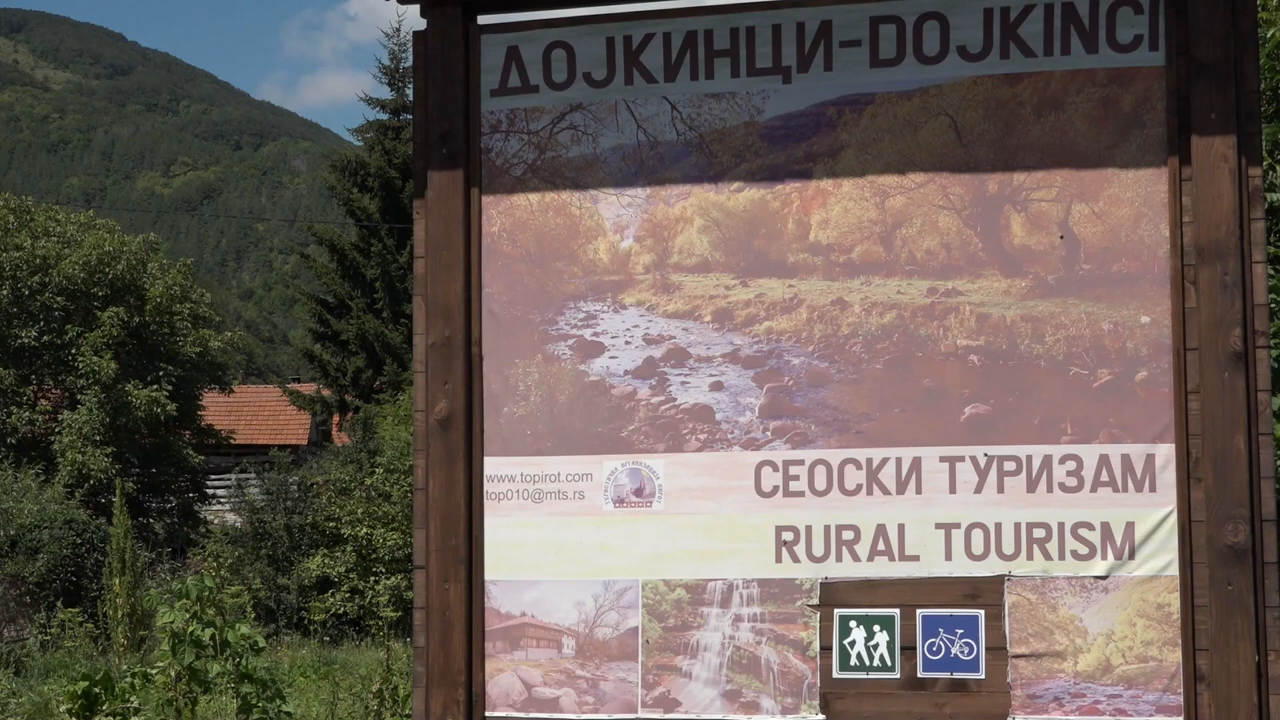 ДОЈКИНЦИ-DOJKINCI
www.topirot.com
top010@mts.rs
СЕОСКИ ТУРИЗАМ
RURAL TOURISM